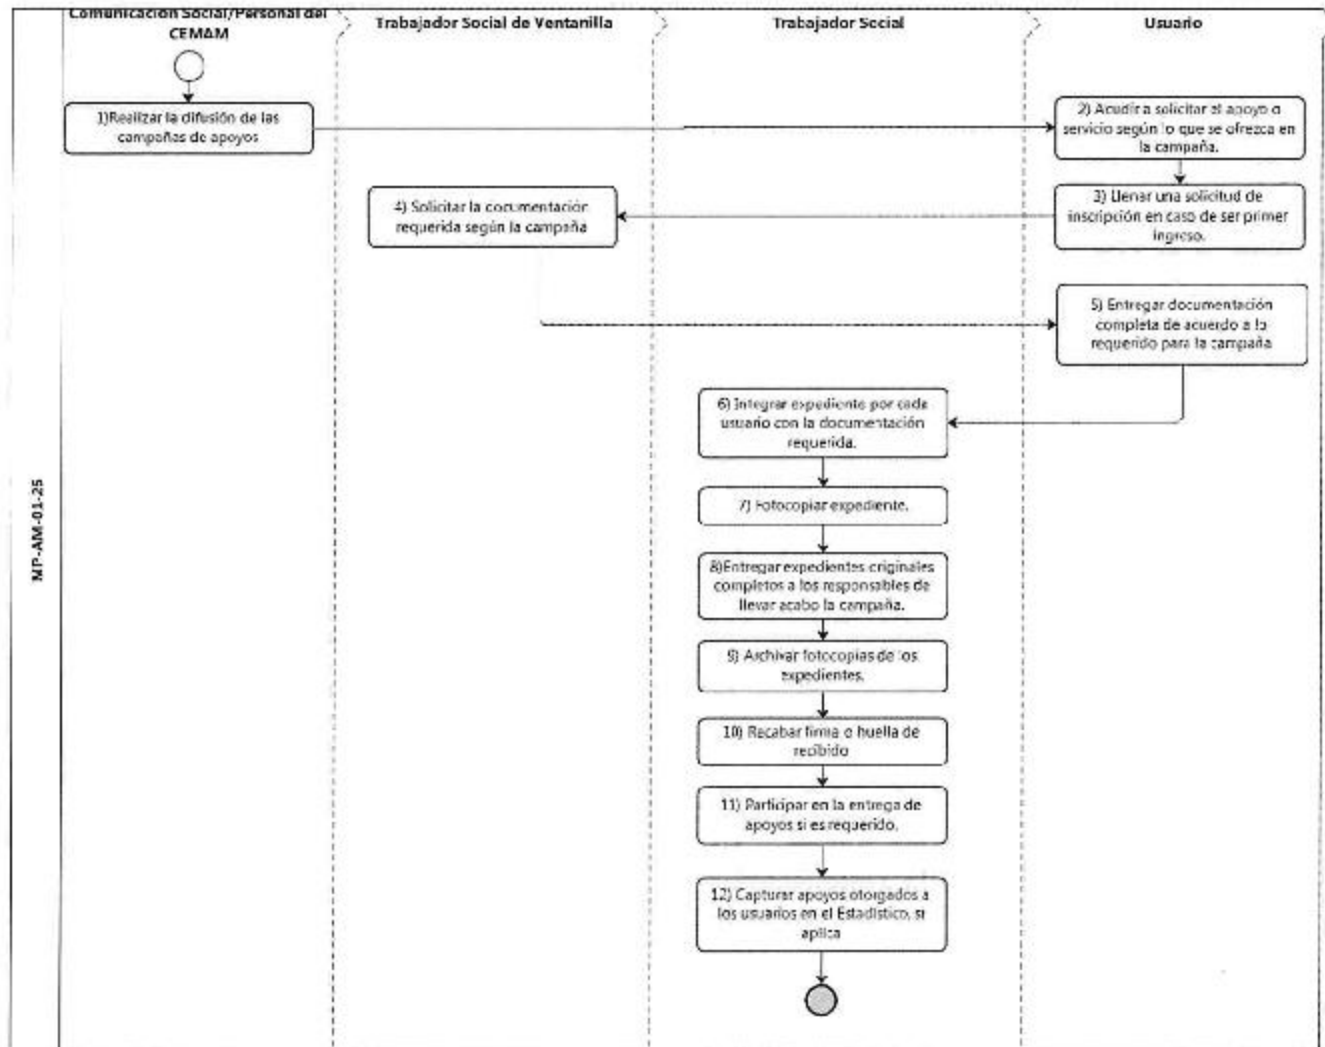 Comunicación Social/Personal del
CEMAM
Trabajador Social de Ventanilla
Trabajador Social
Usuario
MP-AM-01-25
1)Realizar la difusión de las
campañas de apoyos
2) Acudir a solicitar el apoyo o
servicio según lo que se ofrezca en
la campaña.
3) Llenar una solicitud de
inscripción en caso de ser primer
ingreso.
4) Solicitar la documentación
requerida según la campaña
5) Entregar documentación
completa de acuerdo a lo
requerido para la campaña
6) Integrar expediente por cada
usuario con la documentación
requerida.
7) Fotocopiar expediente.
8)Entregar expedientes originales
completos a los responsables de
llevar acabo la campaña.
9) Archivar fotocopias de los
expedientes.
10) Recabar firma o huella de
recibido
11) Participar en la entrega de
apoyos si es requerido.
12) Capturar apoyos otorgados a
los usuarios en el Estadístico, si
aplica